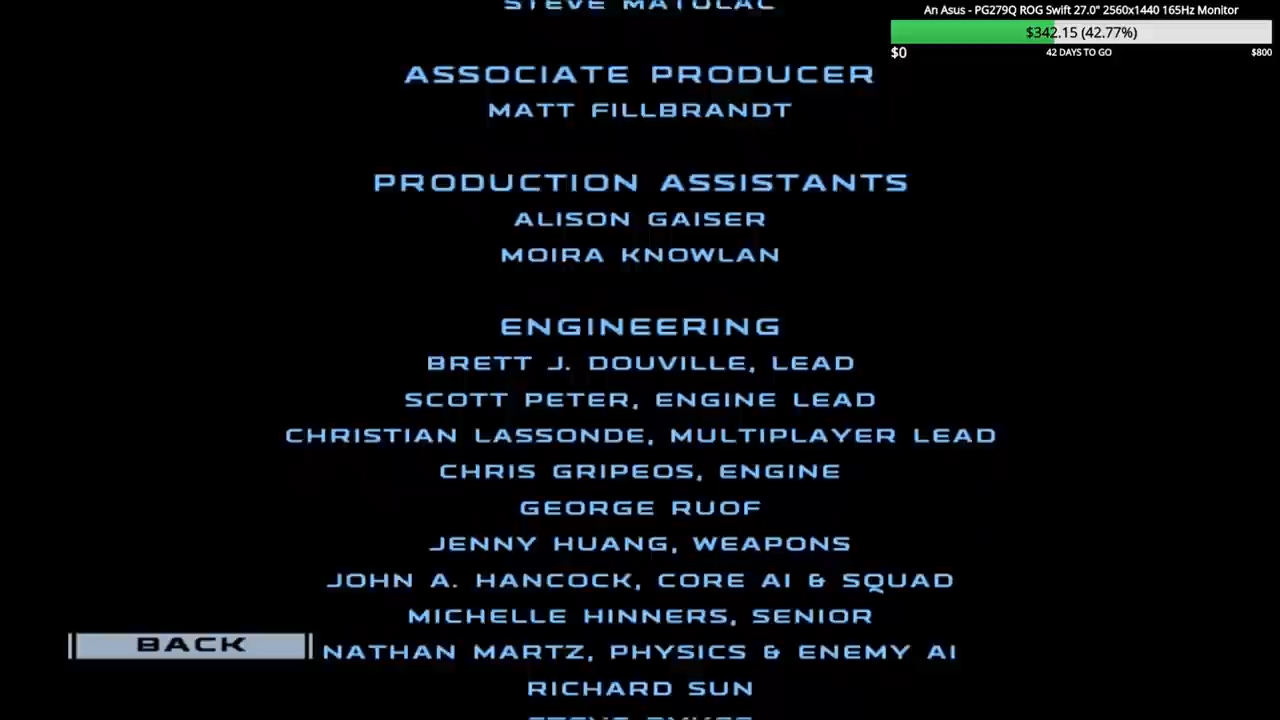 STEVE MATULAC
An Asus - PG279Q ROG Swift 27.0" 2560x1440 165Hz Monitor
$342.15 (42.77%)
$0 42 DAYS TO GO $800
ASSOCIATE PRODUCER
MATT FILLBRANDT
PRODUCTION ASSISTANTS
ALISON GAISER
MOIRA KNOWLAN
ENGINEERING
BRETT J. DOUVILLE, LEAD
SCOTT PETER, ENGINE LEAD
CHRISTIAN LASSONDE, MULTIPLAYER LEAD
CHRIS GRIPEOS, ENGINE
GEORGE RUOF
JENNY HUANG, WEAPONS
JOHN A. HANCOCK, CORE AI & SQUAD
MICHELLE HINNERS, SENIOR
BACK
NATHAN MARTZ, PHYSICS & ENEMY AI
RICHARD SUN